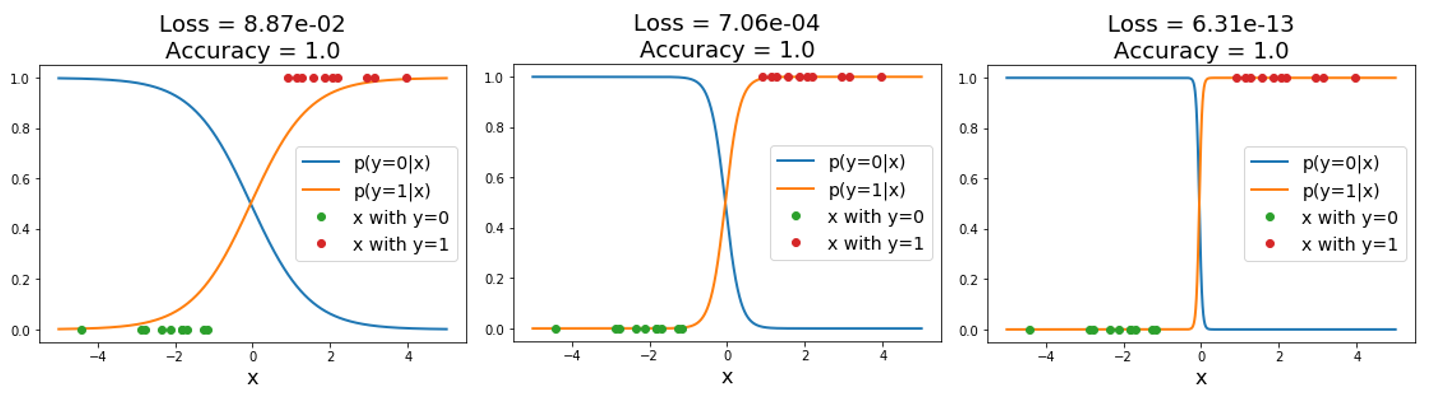 Loss = 8.87e-02
Accuracy = 1.0
1.0
0.8
0.6
0.4
0.2
0.0
p(y=0|x)
p(y=1|x)
x with y=0
x with y=1
−4
−2
0
2
4
x
Loss = 7.06e-04
Accuracy = 1.0
1.0
0.8
0.6
0.4
0.2
0.0
p(y=0|x)
p(y=1|x)
x with y=0
x with y=1
−4
−2
0
2
4
x
Loss = 6.31e-13
Accuracy = 1.0
1.0
0.8
0.6
0.4
0.2
0.0
p(y=0|x)
p(y=1|x)
x with y=0
x with y=1
−4
−2
0
2
4
x